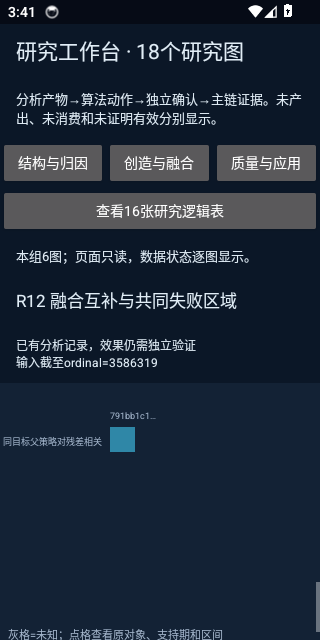 3:41
研究工作台 · 18个研究图
分析产物→算法动作→独立确认→主链证据。未产
出、未消费和未证明有效分别显示。
结构与归因 创造与融合 质量与应用
查看16张研究逻辑表
本组6图；页面只读，数据状态逐图显示。
R12 融合互补与共同失败区域
已有分析记录，效果仍需独立验证
输入截至ordinal=3586319
791bb1c1…
同目标父策略对残差相关
灰格=未知；点格查看原对象、支持期和区间